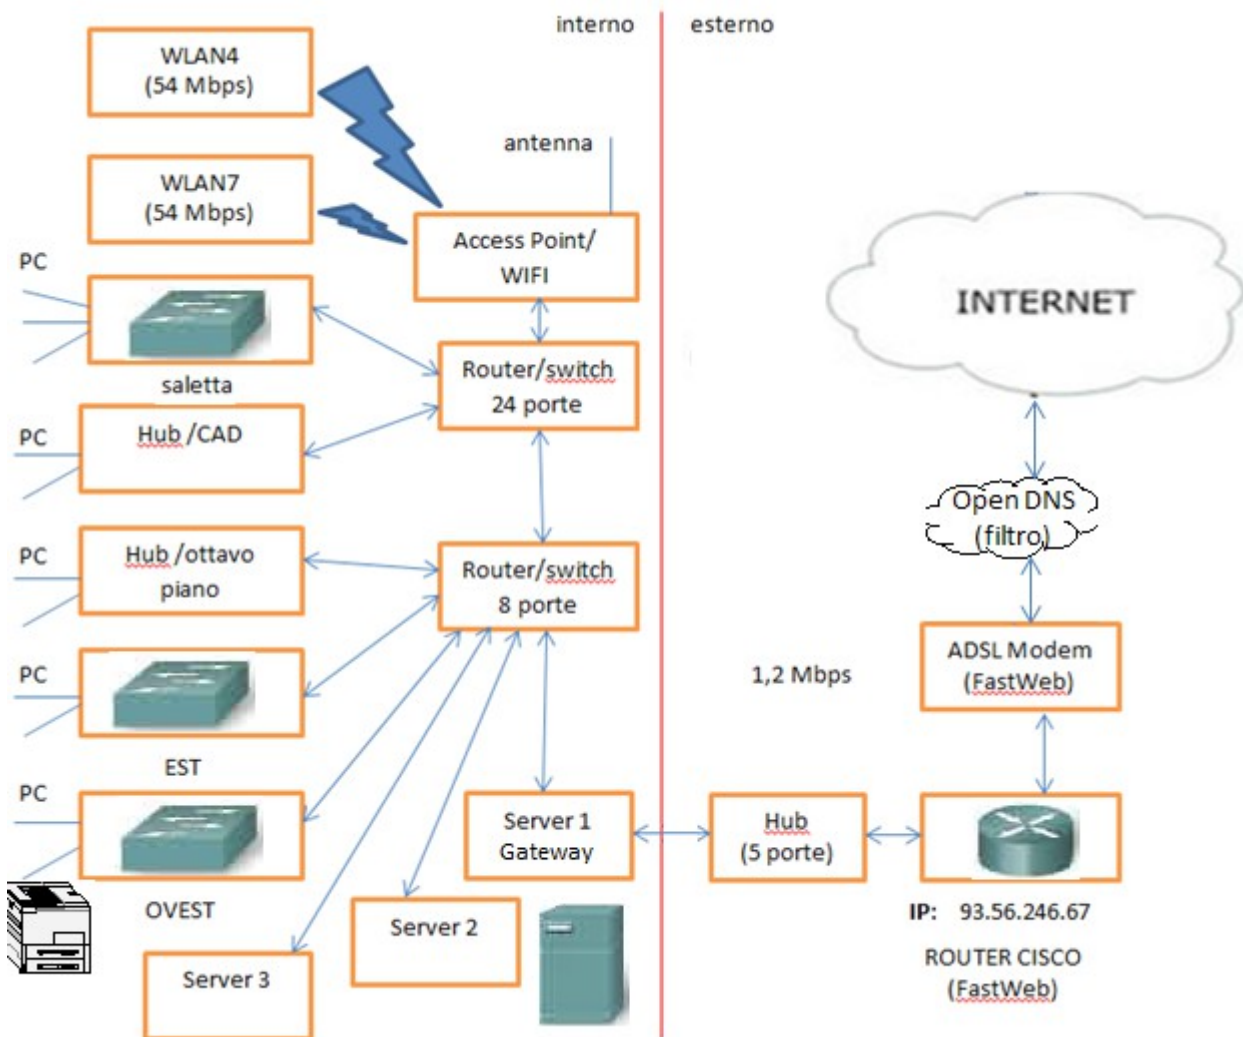 interno
esterno
WLAN4
(54 Mbps)
antenna
WLAN7
(54 Mbps)
Access Point/
WIFI
PC
saletta
Router/switch
24 porte
INTERNET
PC
Hub /CAD
Open DNS
(filtro)
PC
Hub /ottavo
piano
Router/switch
8 porte
PC
EST
1,2 Mbps
ADSL Modem
(FastWeb)
PC
OVEST
Server 1
Gateway
Hub
(5 porte)
IP: 93.56.246.67
ROUTER CISCO
(FastWeb)
Server 2
Server 3